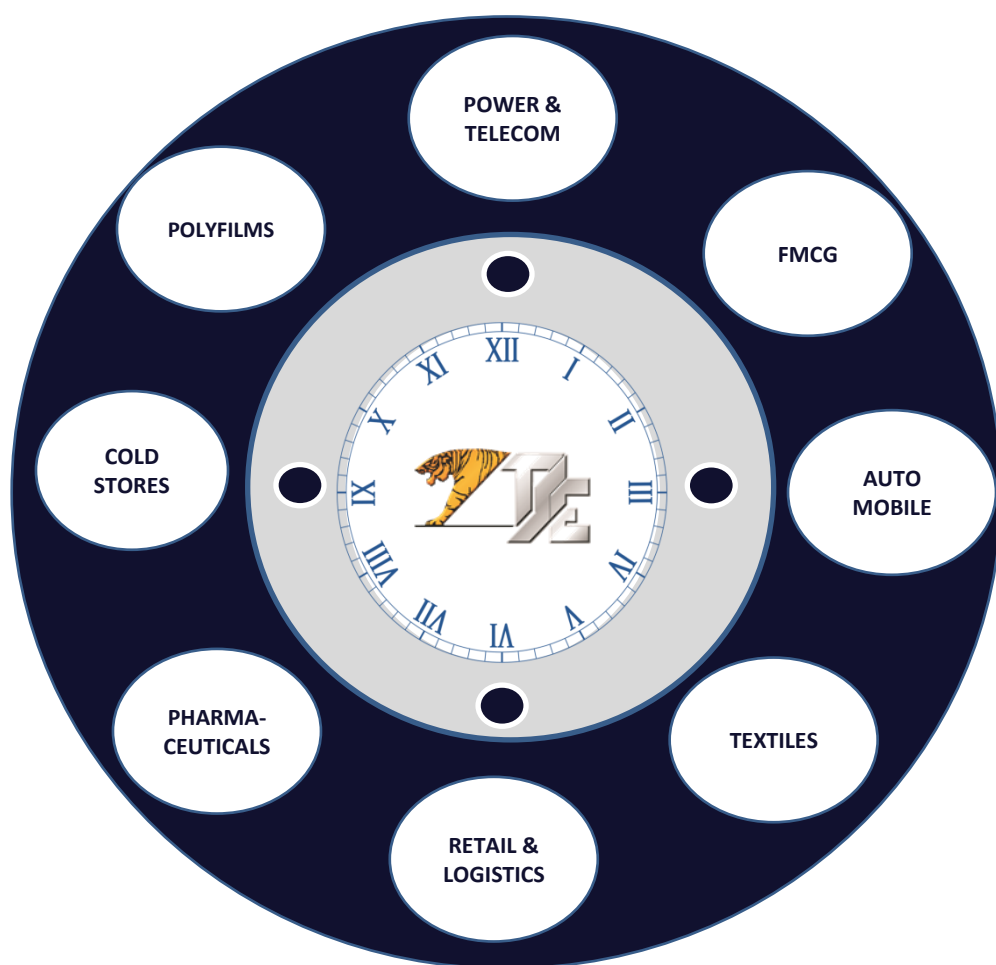 POWER &
TELECOM
POLYFILMS
FMCG
XII
XI
I
X
II
COLD
STORES
IX
TSE
III
AUTO
MOBILE
VIII
IV
VII
V
VI
PHARMA-
CEUTICALS
TEXTILES
RETAIL &
LOGISTICS